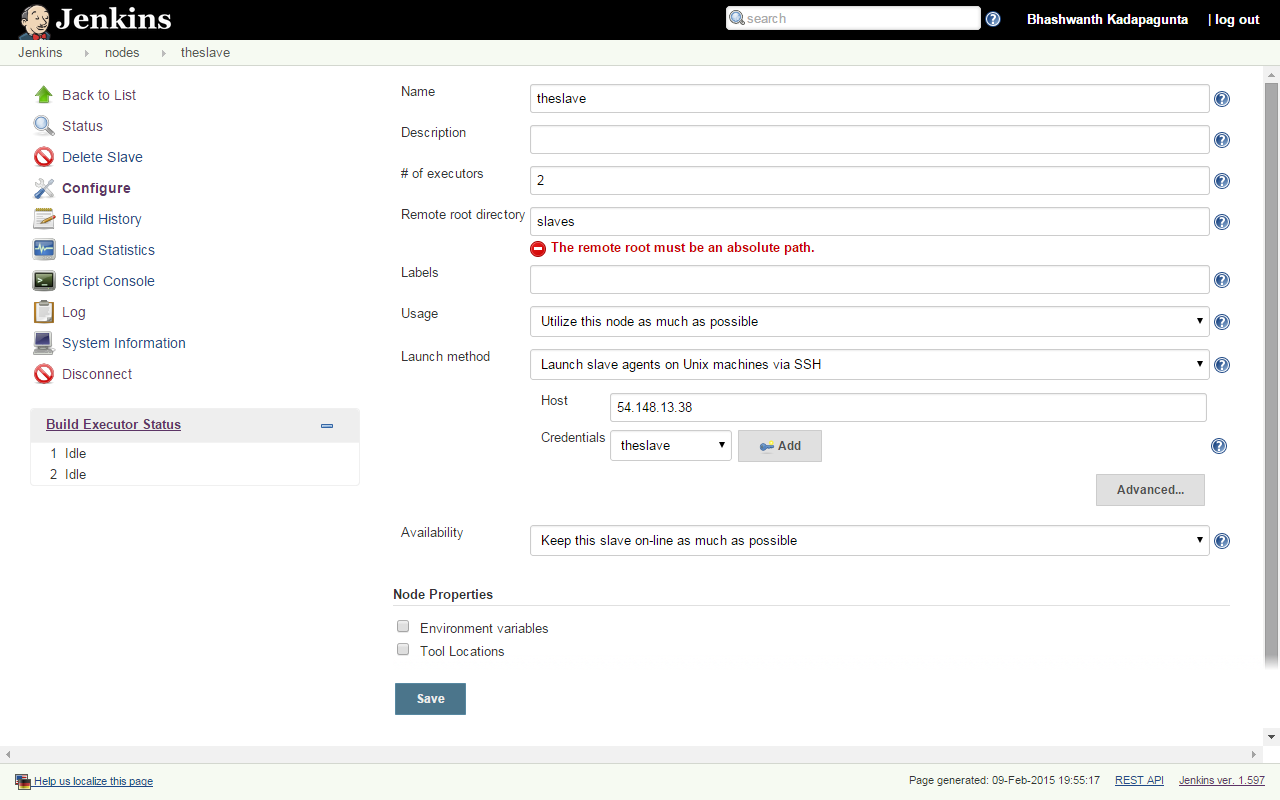 Jenkins
search
Bhashwanth Kadapagunta
| log out
Jenkins
nodes
theslave
Back to List
Status
Delete Slave
Configure
Build History
Load Statistics
Script Console
Log
System Information
Disconnect
Build Executor Status
1 Idle
2 Idle
Name
theslave
Description
# of executors
2
Remote root directory
slaves
The remote root must be an absolute path.
Labels
Usage
Utilize this node as much as possible
Launch method
Launch slave agents on Unix machines via SSH
Host
54.148.13.38
Credentials
theslave
Add
Advanced...
Availability
Keep this slave on-line as much as possible
Node Properties
Environment variables
Tool Locations
Save
Help us localize this page
Page generated: 09-Feb-2015 19:55:17
REST API
Jenkins ver. 1.597